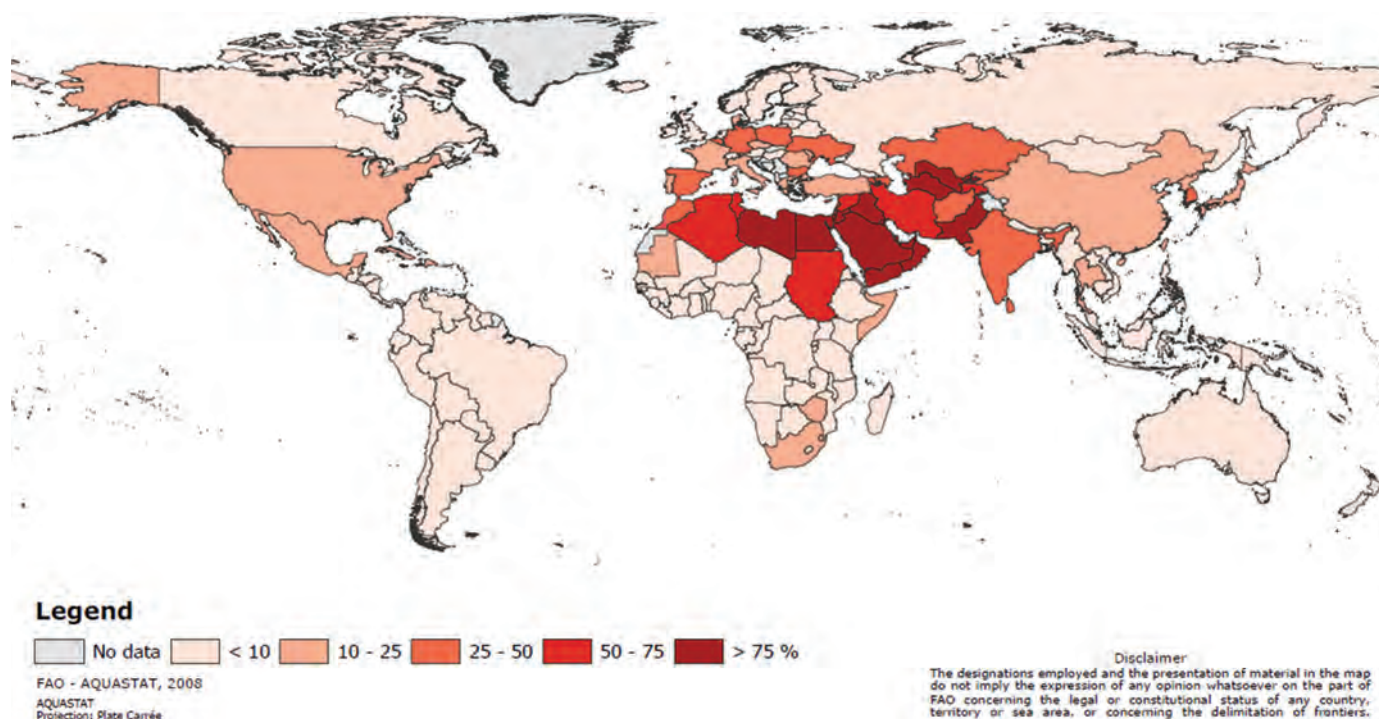 Legend
No data < 10 10 - 25 25 - 50 50 - 75 > 75 %
FAO - AQUASTAT, 2008
AQUASTAT
Projection: Plate Carrée
Disclaimer
The designations employed and the presentation of material in the map
do not imply the expression of any opinion whatsoever on the part of
FAO concerning the legal or constitutional status of any country,
territory or sea area, or concerning the delimitation of frontiers.